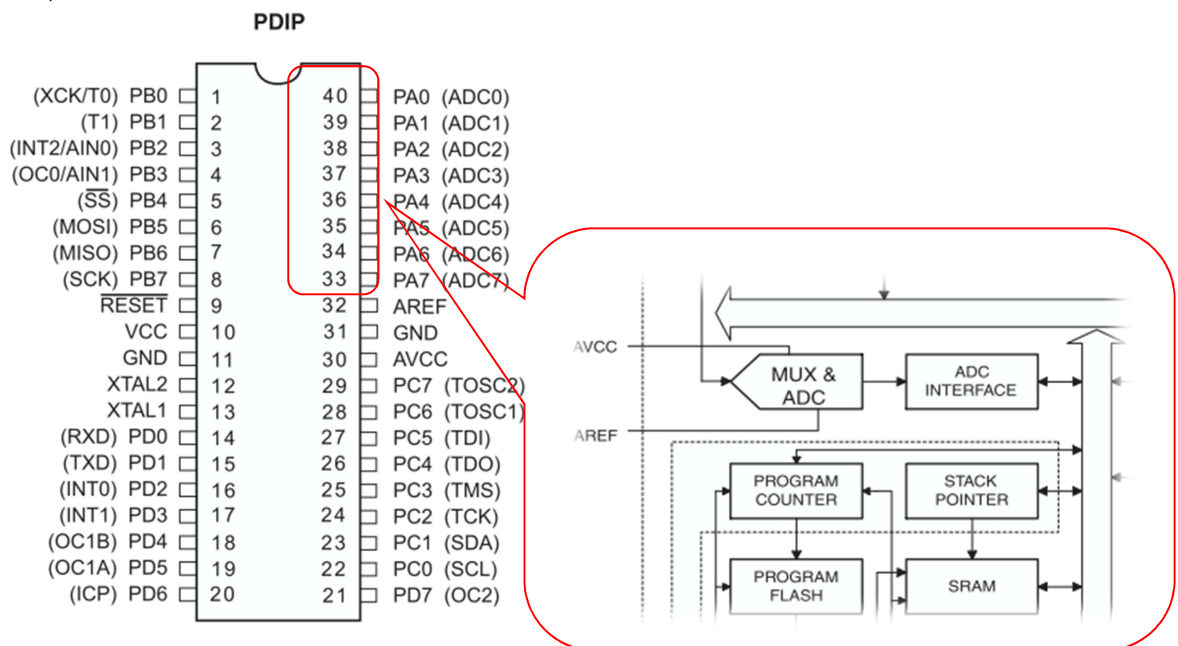 PDIP
(XCK/T0) PB0 1 40 PA0 (ADC0)
(T1) PB1 2 39 PA1 (ADC1)
(INT2/AIN0) PB2 3 38 PA2 (ADC2)
(OC0/AIN1) PB3 4 37 PA3 (ADC3)
(SS) PB4 5 36 PA4 (ADC4)
(MOSI) PB5 6 35 PA5 (ADC5)
(MISO) PB6 7 34 PA6 (ADC6)
(SCK) PB7 8 33 PA7 (ADC7)
RESET 9 32 AREF
VCC 10 31 GND
GND 11 30 AVCC
XTAL2 12 29 PC7 (TOSC2)
XTAL1 13 28 PC6 (TOSC1)
(RXD) PD0 14 27 PC5 (TDI)
(TXD) PD1 15 26 PC4 (TDO)
(INT0) PD2 16 25 PC3 (TMS)
(INT1) PD3 17 24 PC2 (TCK)
(OC1B) PD4 18 23 PC1 (SDA)
(OC1A) PD5 19 22 PC0 (SCL)
(ICP) PD6 20 21 PD7 (OC2)
AVCC
MUX &
ADC
ADC
INTERFACE
AREF
PROGRAM
COUNTER
STACK
POINTER
PROGRAM
FLASH
SRAM